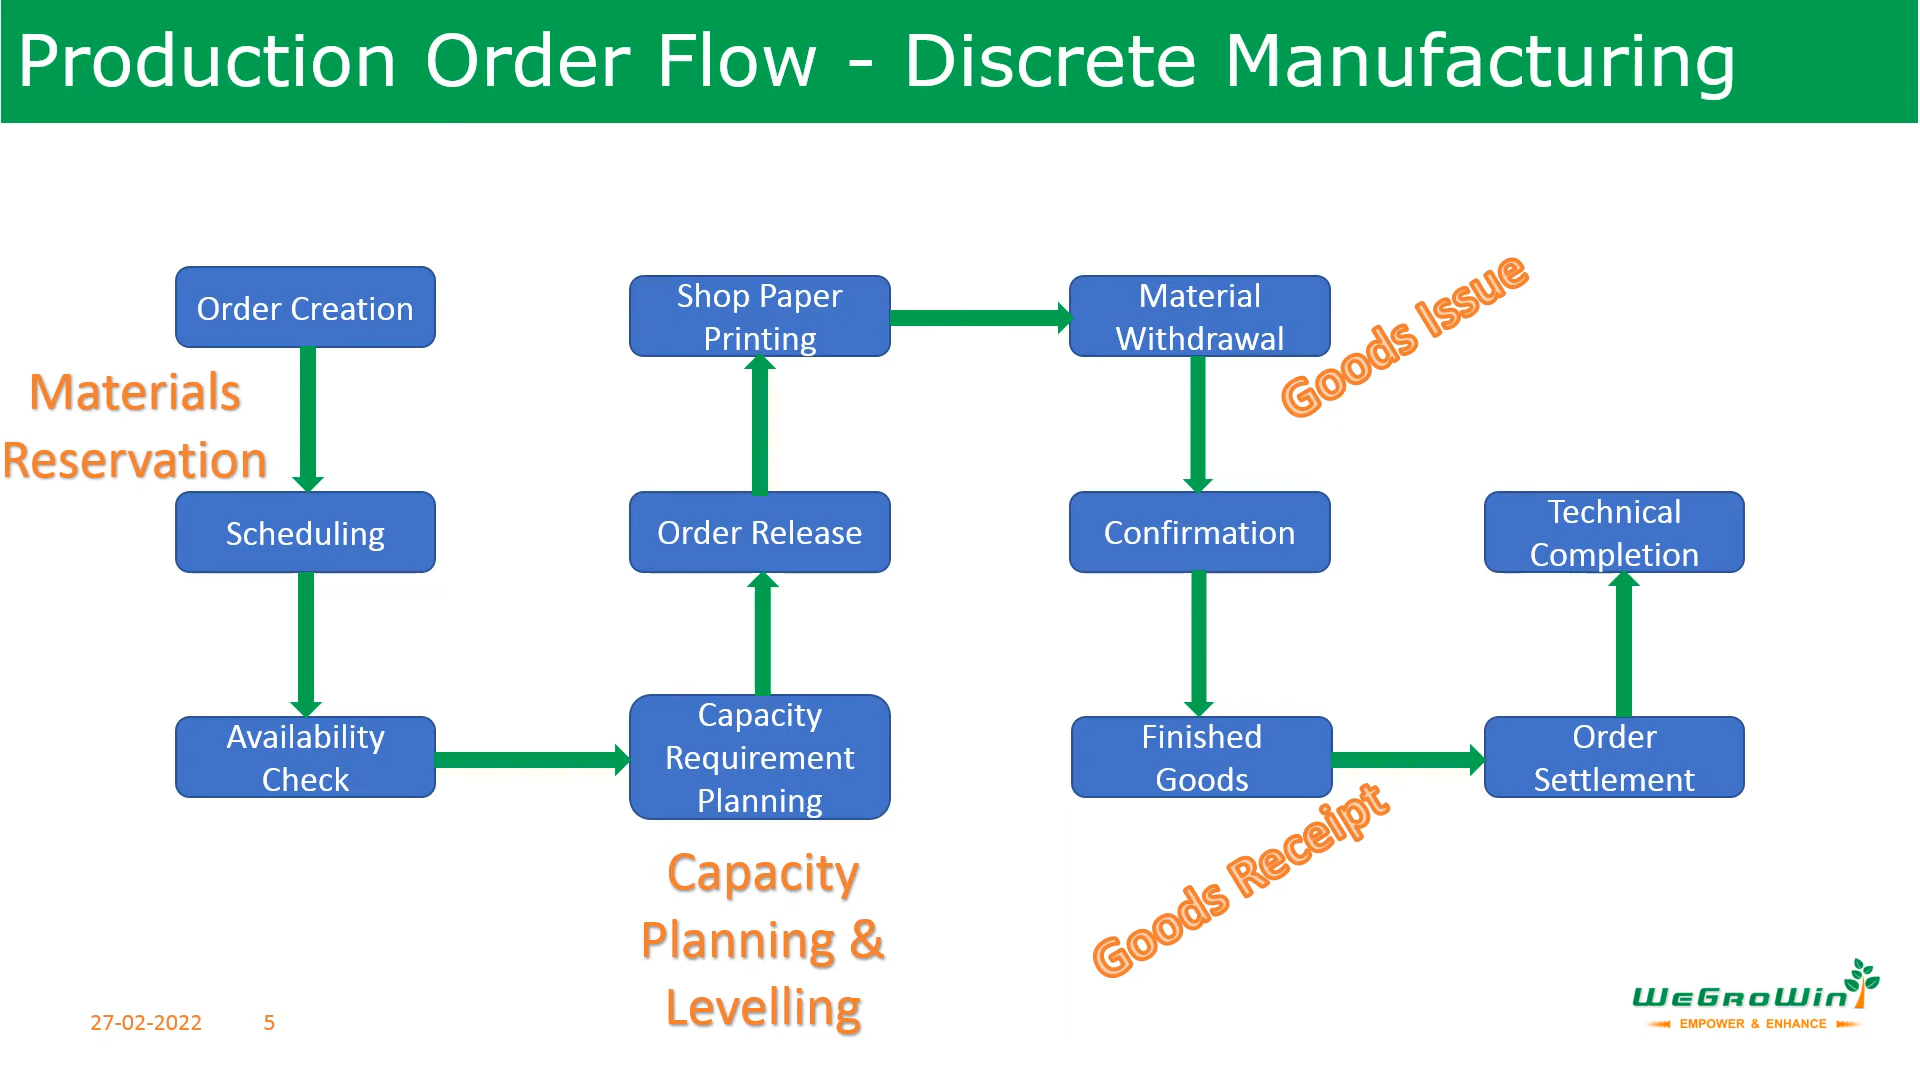 Production Order Flow - Discrete Manufacturing
Order Creation
Materials
Reservation
Scheduling
Availability
Check
Capacity
Requirement
Planning
Capacity
Planning &
Levelling
Order Release
Shop Paper
Printing
Material
Withdrawal
Goods Issue
Confirmation
Finished
Goods
Goods Receipt
Order
Settlement
Technical
Completion
27-02-2022 5
WeGroWin
EMPOWER & ENHANCE